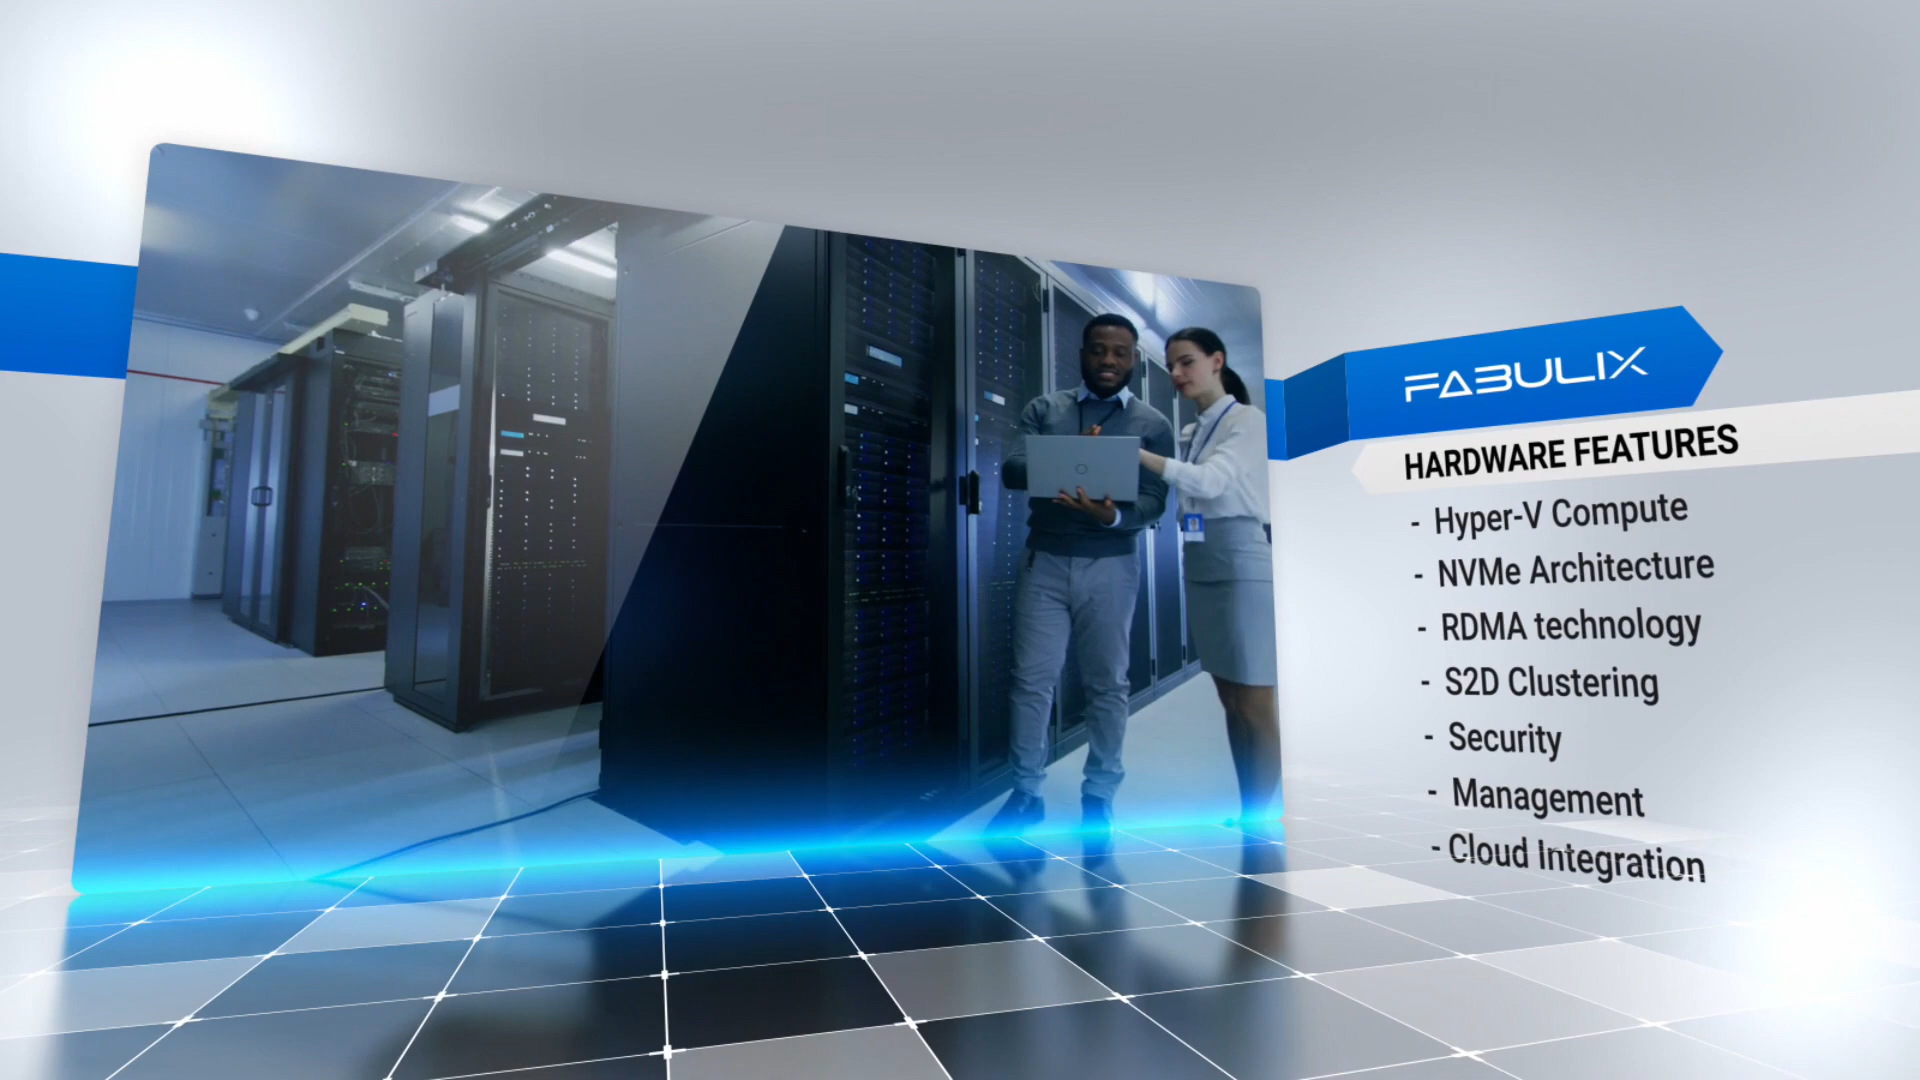 FABULIX
HARDWARE FEATURES
- Hyper-V Compute
- NVMe Architecture
- RDMA technology
- S2D Clustering
- Security
- Management
- Cloud Integration